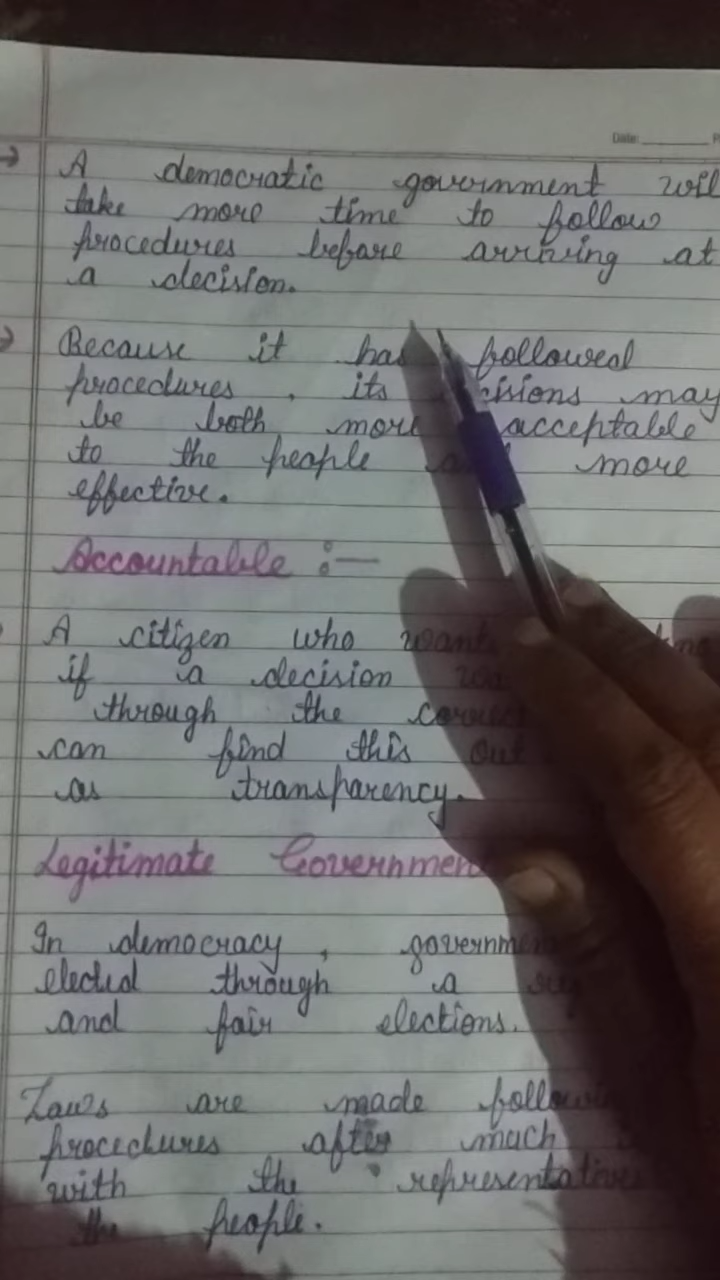 Date:
A democratic government will
take more time to follow
procedures before arriving at
a decision.
Because it has followed
procedures, its may
be both more acceptable
to the people more
effective.
Accountable :—
A citizen who
if a decision
through the
can find this out
as transparency.
Legitimate Government
In democracy,
elected through a
and fair elections.
Laws are made
procedures after much
with the representatives
the people.